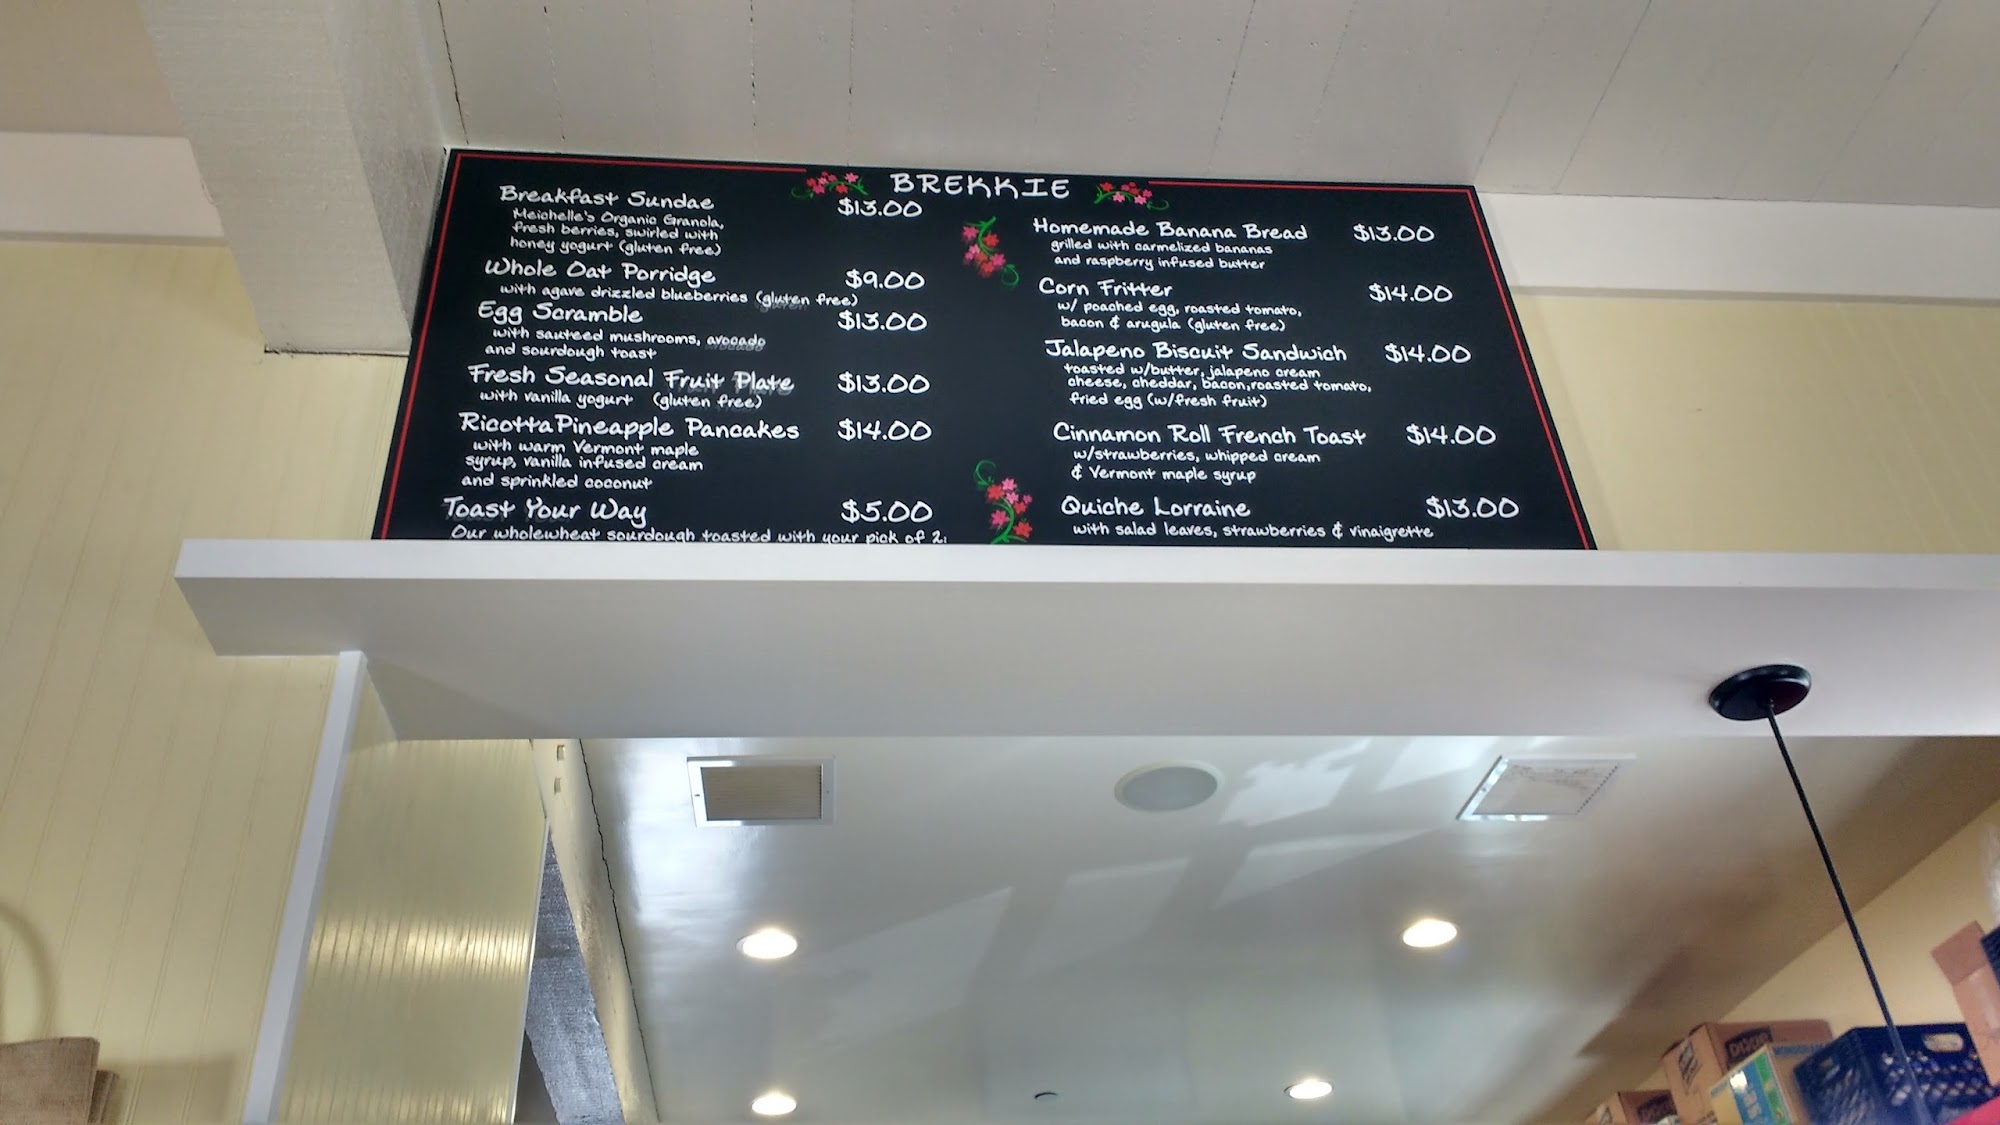 BREKKIE
Breakfast Sundae $13.00
Meichelle's Organic Granola,
fresh berries, swirled with
honey yogurt (gluten free)
Whole Oat Porridge $9.00
with agave drizzled blueberries (gluten free)
Egg Scramble $13.00
with sauteed mushrooms, avocado
and sourdough toast
Fresh Seasonal Fruit Plate $13.00
with vanilla yogurt (gluten free)
Ricotta Pineapple Pancakes $14.00
with warm Vermont maple
syrup, vanilla infused cream
and sprinkled coconut
Toast Your Way $5.00
Our wholewheat sourdough toasted with your pick of 2:
Homemade Banana Bread $13.00
grilled with carmelized bananas
and raspberry infused butter
Corn Fritter $14.00
w/ poached egg, roasted tomato,
bacon & arugula (gluten free)
Jalapeno Biscuit Sandwich $14.00
toasted w/butter, jalapeno cream
cheese, cheddar, bacon,roasted tomato,
fried egg (w/fresh fruit)
Cinnamon Roll French Toast $14.00
w/strawberries, whipped cream
& Vermont maple syrup
Quiche Lorraine $13.00
with salad leaves, strawberries & vinaigrette